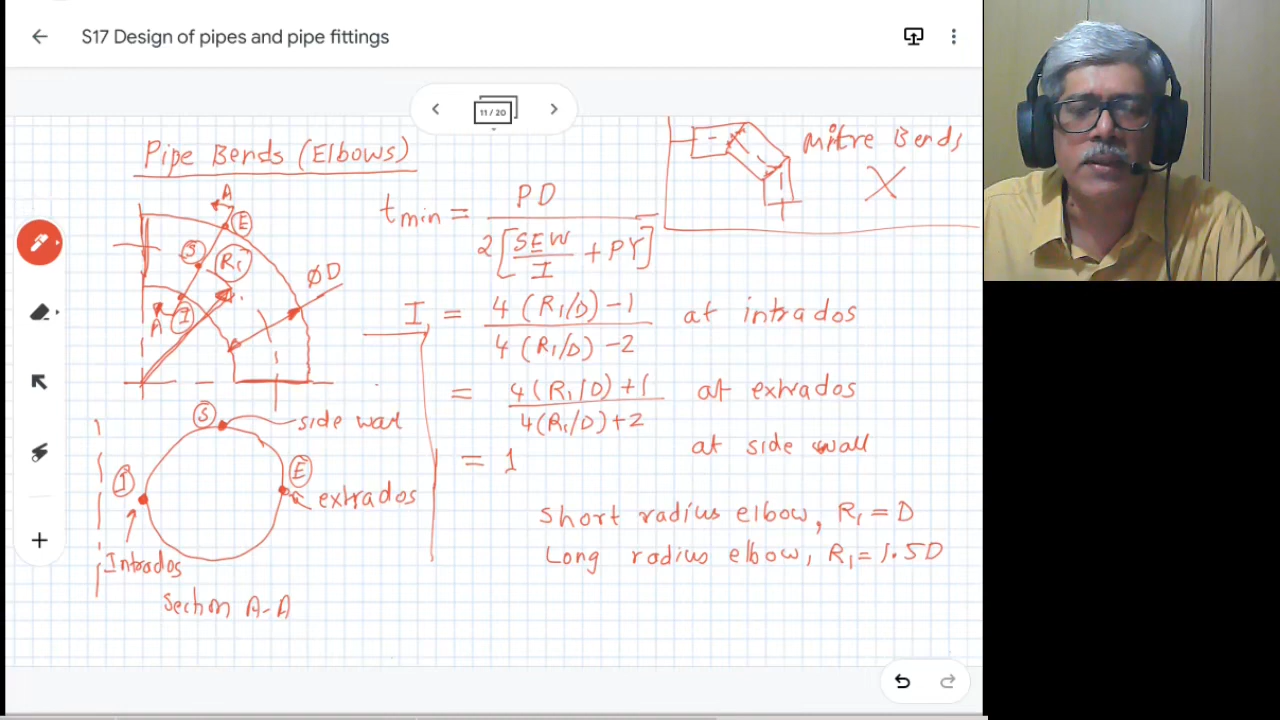 S17 Design of pipes and pipe fittings
11 / 20
Pipe Bends (Elbows)
Mitre Bends
X
A
E
S
R₁
I
A
ØD
t min = PD / 2[SEW/I + PY]
I = 4(R₁/D) -1 / 4(R₁/D) -2 at intrados
= 4(R₁/D)+1 / 4(R₁/D)+2 at extrados
= 1 at side wall
S
side wall
I
E
extrados
Intrados
Section A-A
Short radius elbow, R₁ = D
Long radius elbow, R₁ = 1.5D